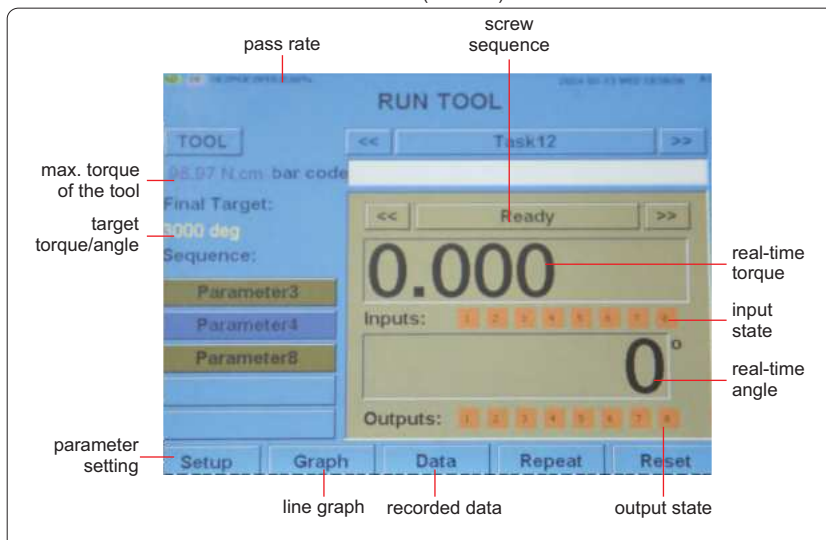 screw
sequence
pass rate
RUN TOOL
TOOL
<< Task12 >>
98.97 N.cm bar code
max. torque
of the tool
Final Target:
target
torque/angle
<< Ready >>
Sequence:
0.000
real-time
torque
Parameter3
Inputs: 1 2 3 4 5 6 7 8
input
state
Parameter4
Parameter8
0°
real-time
angle
Outputs: 1 2 3 4 5 6 7 8
parameter
setting
Setup Graph Data Repeat Reset
line graph
recorded data
output state